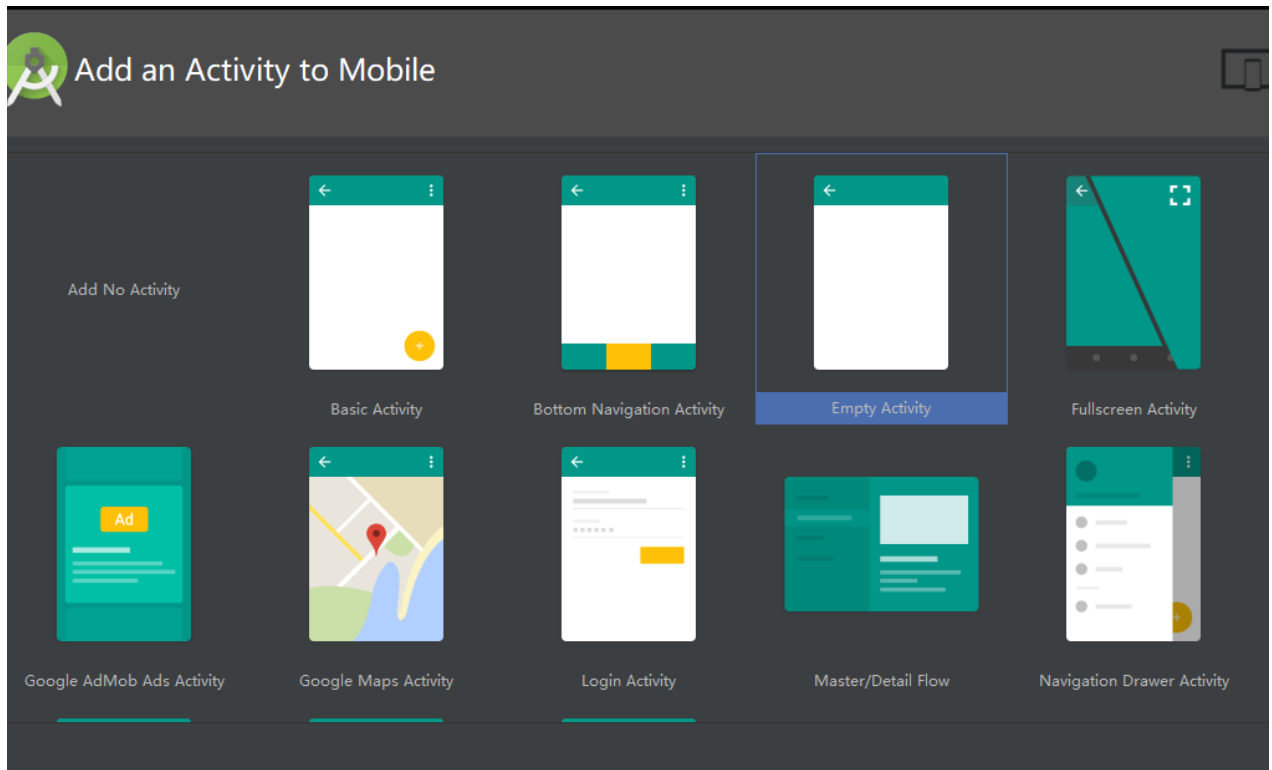 Add an Activity to Mobile
Add No Activity
Basic Activity
Bottom Navigation Activity
Empty Activity
Fullscreen Activity
Ad
Google AdMob Ads Activity
Google Maps Activity
Login Activity
Master/Detail Flow
Navigation Drawer Activity